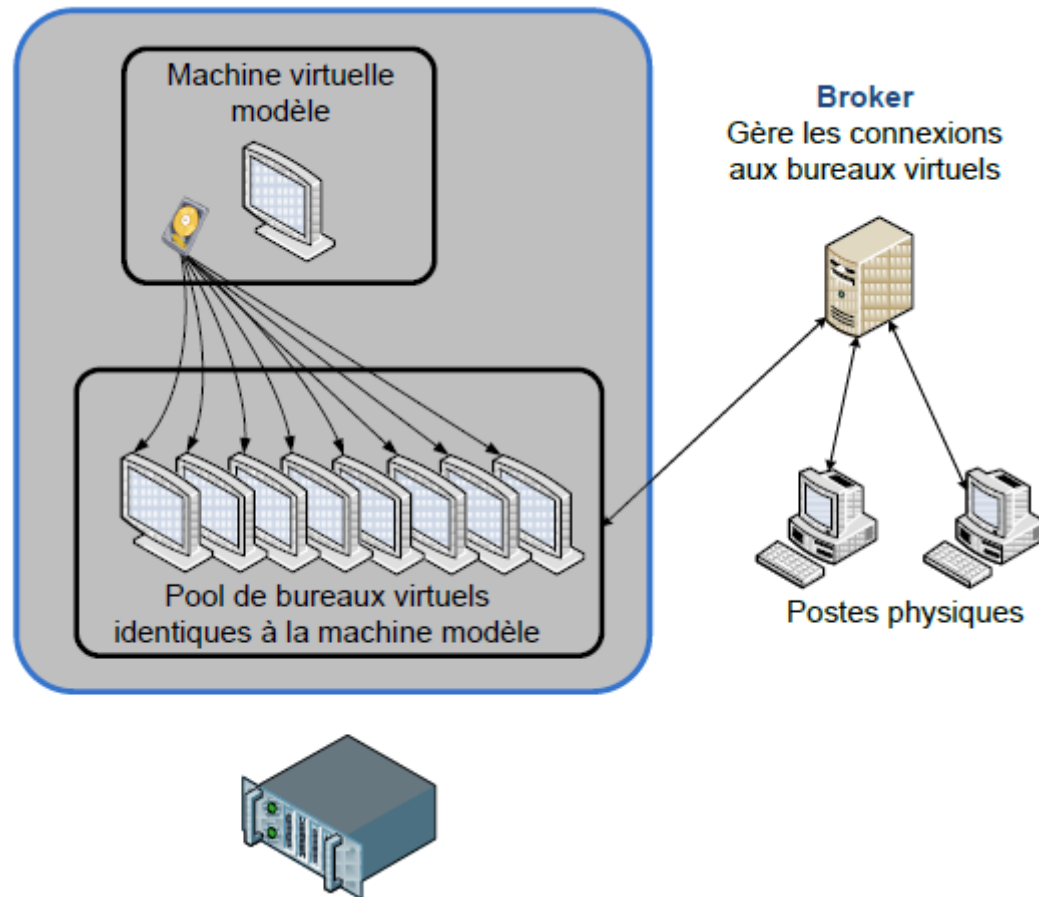 Machine virtuelle
modèle
Broker
Gère les connexions
aux bureaux virtuels
Pool de bureaux virtuels
identiques à la machine modèle
Postes physiques